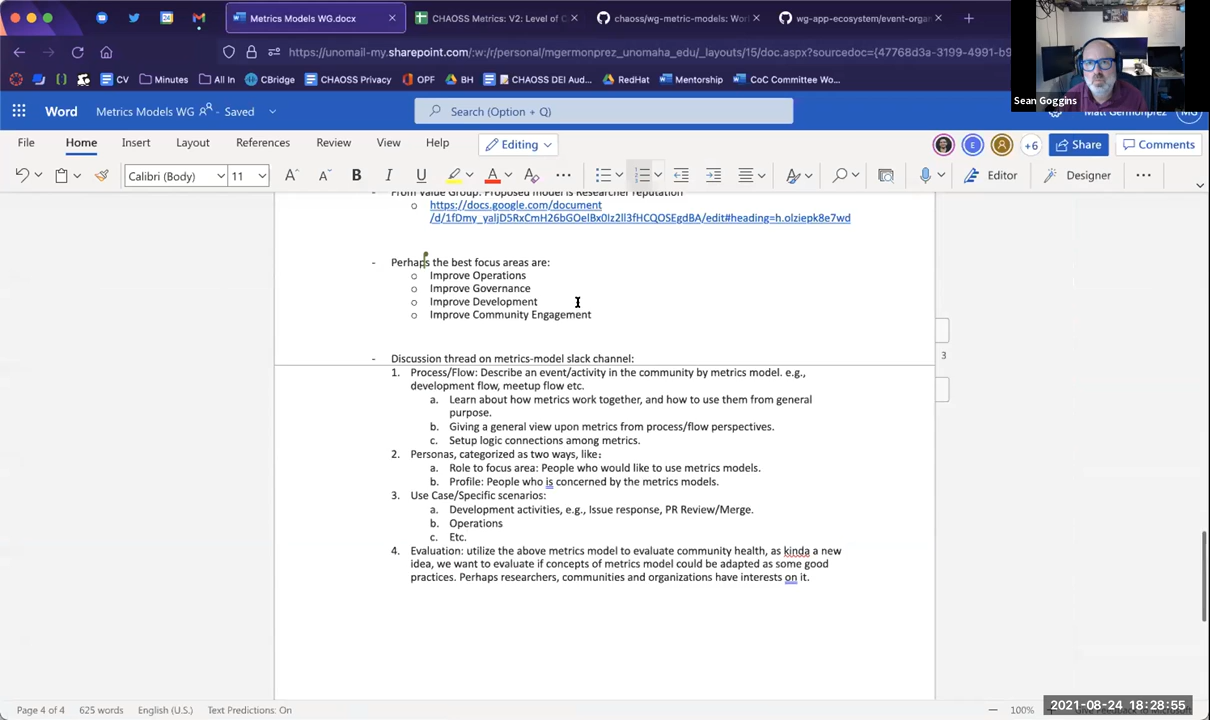 Metrics Models WG.docx
CHAOSS Metrics: V2: Level of C
chaoss/wg-metric-models: Wor
wg-app-ecosystem/event-organ
https://unomail-my.sharepoint.com/:w:/r/personal/mgermonprez_unomaha_edu/_layouts/15/doc.aspx?sourcedoc={47768d3a-3199-4991-b9
CV
Minutes
All In
CBridge
CHAOSS Privacy
OPF
BH
CHAOSS DEI Aud...
RedHat
Mentorship
CoC Committee Wo...
Sean Goggins
Word
Metrics Models WG
- Saved
Search (Option + Q)
Matt Germonprez
MG
File
Home
Insert
Layout
References
Review
View
Help
Editing
E
A
+6
Share
Comments
Calibri (Body)
11
Editor
Designer
- From Value Group: Proposed model is Researcher reputation
o https://docs.google.com/document
/d/1fDmy_yaljD5RxCmH26bGOelBx0Iz2ll3fHCQOSEgdBA/edit#heading=h.olziepk8e7wd
- Perhaps the best focus areas are:
o Improve Operations
o Improve Governance
o Improve Development
o Improve Community Engagement
- Discussion thread on metrics-model slack channel:
3
1. Process/Flow: Describe an event/activity in the community by metrics model. e.g.,
development flow, meetup flow etc.
a. Learn about how metrics work together, and how to use them from general
purpose.
b. Giving a general view upon metrics from process/flow perspectives.
c. Setup logic connections among metrics.
2. Personas, categorized as two ways, like:
a. Role to focus area: People who would like to use metrics models.
b. Profile: People who is concerned by the metrics models.
3. Use Case/Specific scenarios:
a. Development activities, e.g., Issue response, PR Review/Merge.
b. Operations
c. Etc.
4. Evaluation: utilize the above metrics model to evaluate community health, as kinda a new
idea, we want to evaluate if concepts of metrics model could be adapted as some good
practices. Perhaps researchers, communities and organizations have interests on it.
Page 4 of 4
625 words
English (U.S.)
Text Predictions: On
100%
2021-08-24 18:28:55